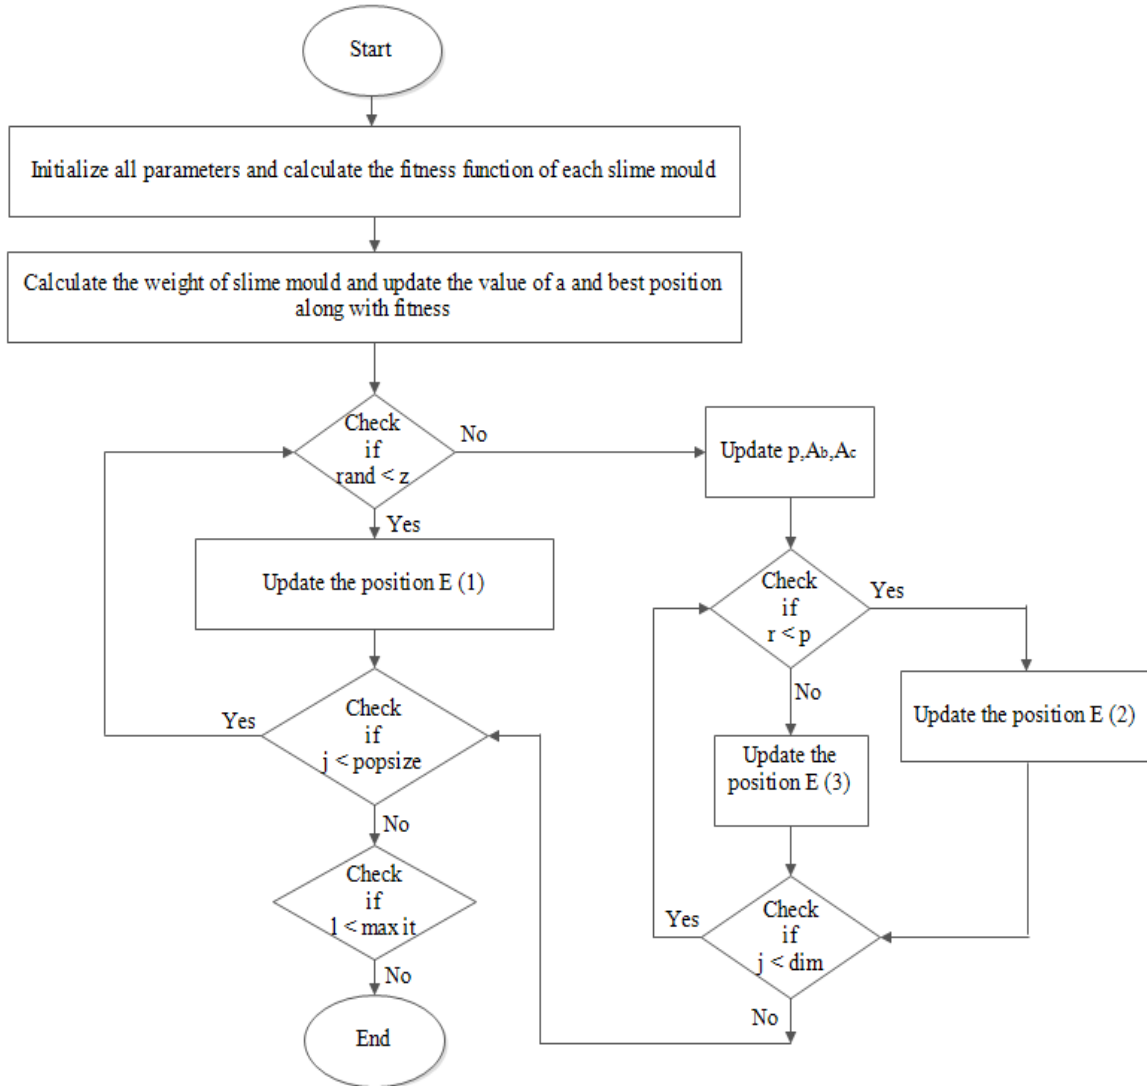 Start
Initialize all parameters and calculate the fitness function of each slime mould
Calculate the weight of slime mould and update the value of a and best position
along with fitness
Check
if
rand < z
No
Yes
Update p,Ab,Ac
Update the position E (1)
Check
if
r < p
Yes
No
Update the position E (2)
Update the
position E (3)
Check
if
j < popsize
Yes
No
Check
if
j < dim
Yes
No
Check
if
l < max it
No
End